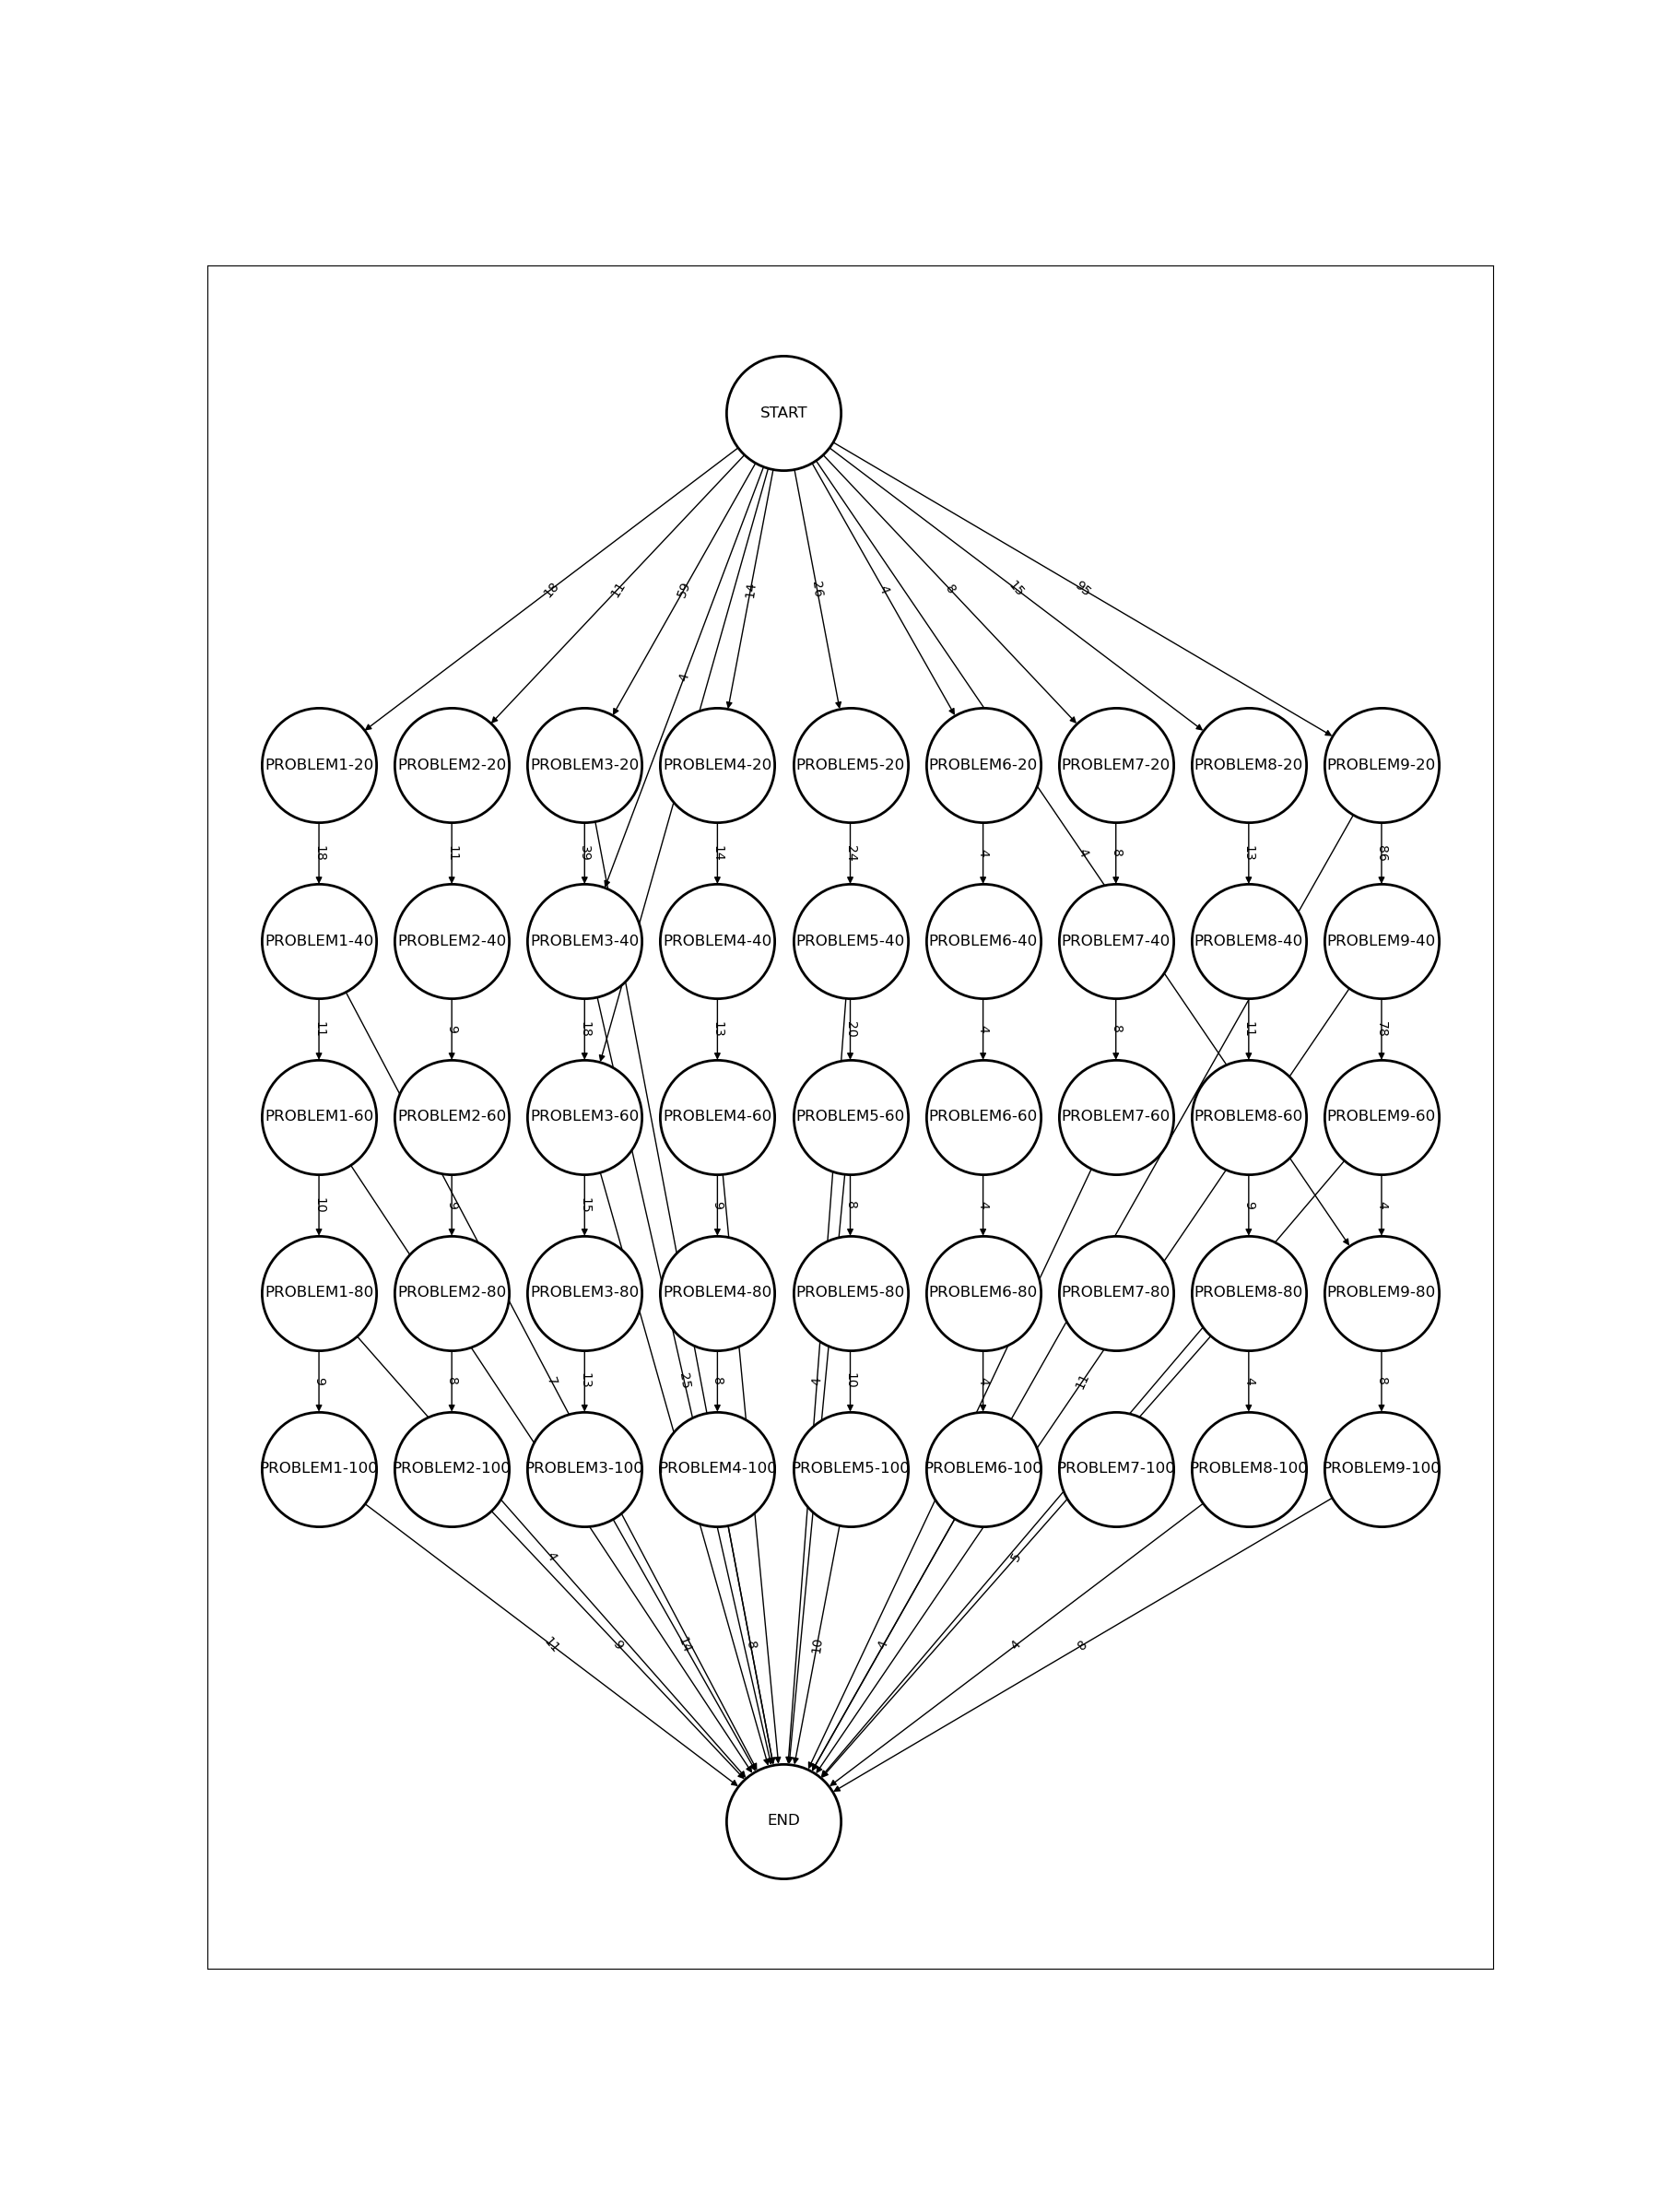 START
18 11 59 14 26 4 8 15 95
4
PROBLEM1-20 PROBLEM2-20 PROBLEM3-20 PROBLEM4-20 PROBLEM5-20 PROBLEM6-20 PROBLEM7-20 PROBLEM8-20 PROBLEM9-20
18 11 39 14 24 4 4 8 13 86
PROBLEM1-40 PROBLEM2-40 PROBLEM3-40 PROBLEM4-40 PROBLEM5-40 PROBLEM6-40 PROBLEM7-40 PROBLEM8-40 PROBLEM9-40
11 9 18 13 20 4 8 11 78
PROBLEM1-60 PROBLEM2-60 PROBLEM3-60 PROBLEM4-60 PROBLEM5-60 PROBLEM6-60 PROBLEM7-60 PROBLEM8-60 PROBLEM9-60
10 9 15 9 8 4 9 4
PROBLEM1-80 PROBLEM2-80 PROBLEM3-80 PROBLEM4-80 PROBLEM5-80 PROBLEM6-80 PROBLEM7-80 PROBLEM8-80 PROBLEM9-80
9 8 7 13 25 8 4 10 4 11 4 8
PROBLEM1-100 PROBLEM2-100 PROBLEM3-100 PROBLEM4-100 PROBLEM5-100 PROBLEM6-100 PROBLEM7-100 PROBLEM8-100 PROBLEM9-100
4 5
11 9 14 8 10 4 4 8
END